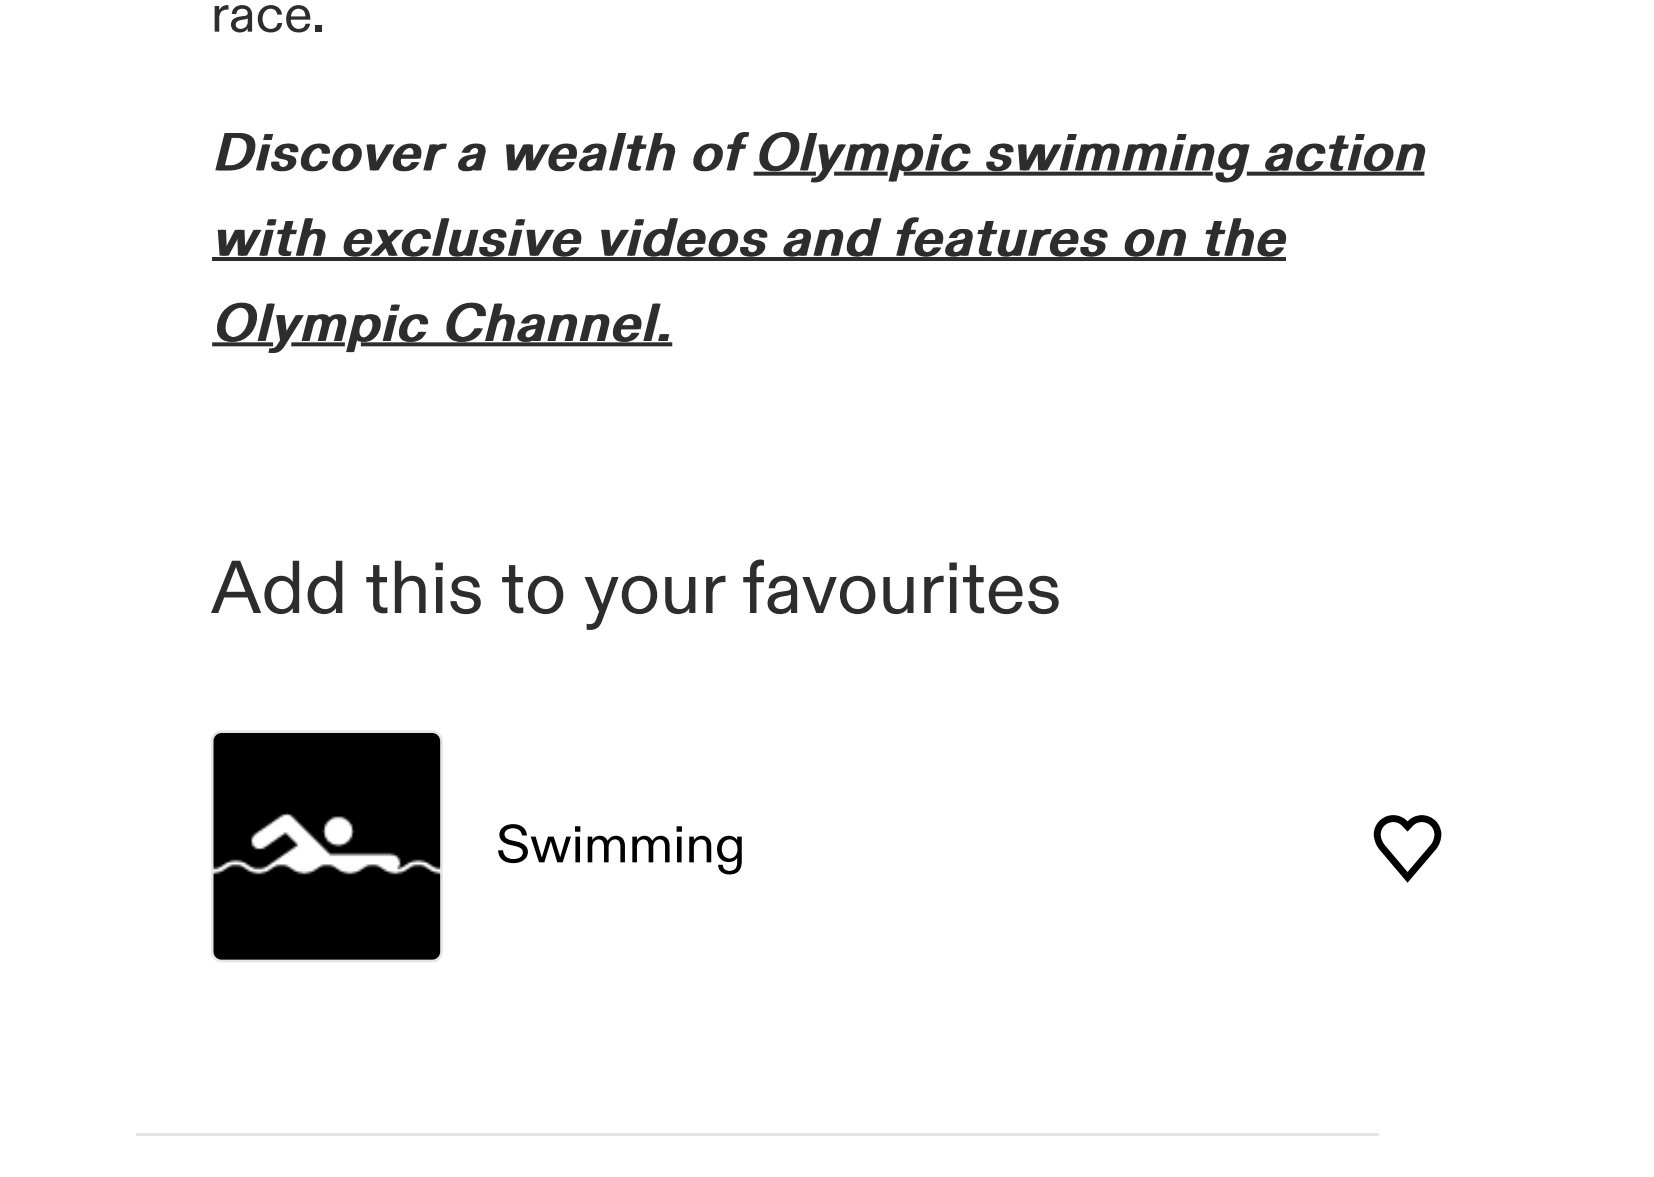 race.
Discover a wealth of Olympic swimming action
with exclusive videos and features on the
Olympic Channel.
Add this to your favourites
Swimming